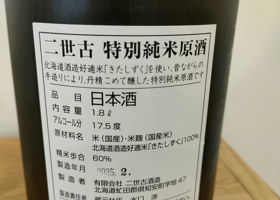 二世古 特別純米原酒
北海道酒造好適米「きたしずく」を使い、昔ながらの
手造りにより、丹精こめて醸した特別純米原酒です
品目 日本酒
内容量 1.8ℓ
アルコール分 17.5度
原材料 米(国産)・米麹(国産米)
北海道酒造好適米「きたしずく」100%
精米歩合 60%
製造年月 2025. 2.
製造者 有限会社 二世古酒造
北海道虻田郡倶知安町字旭47
製造責任者